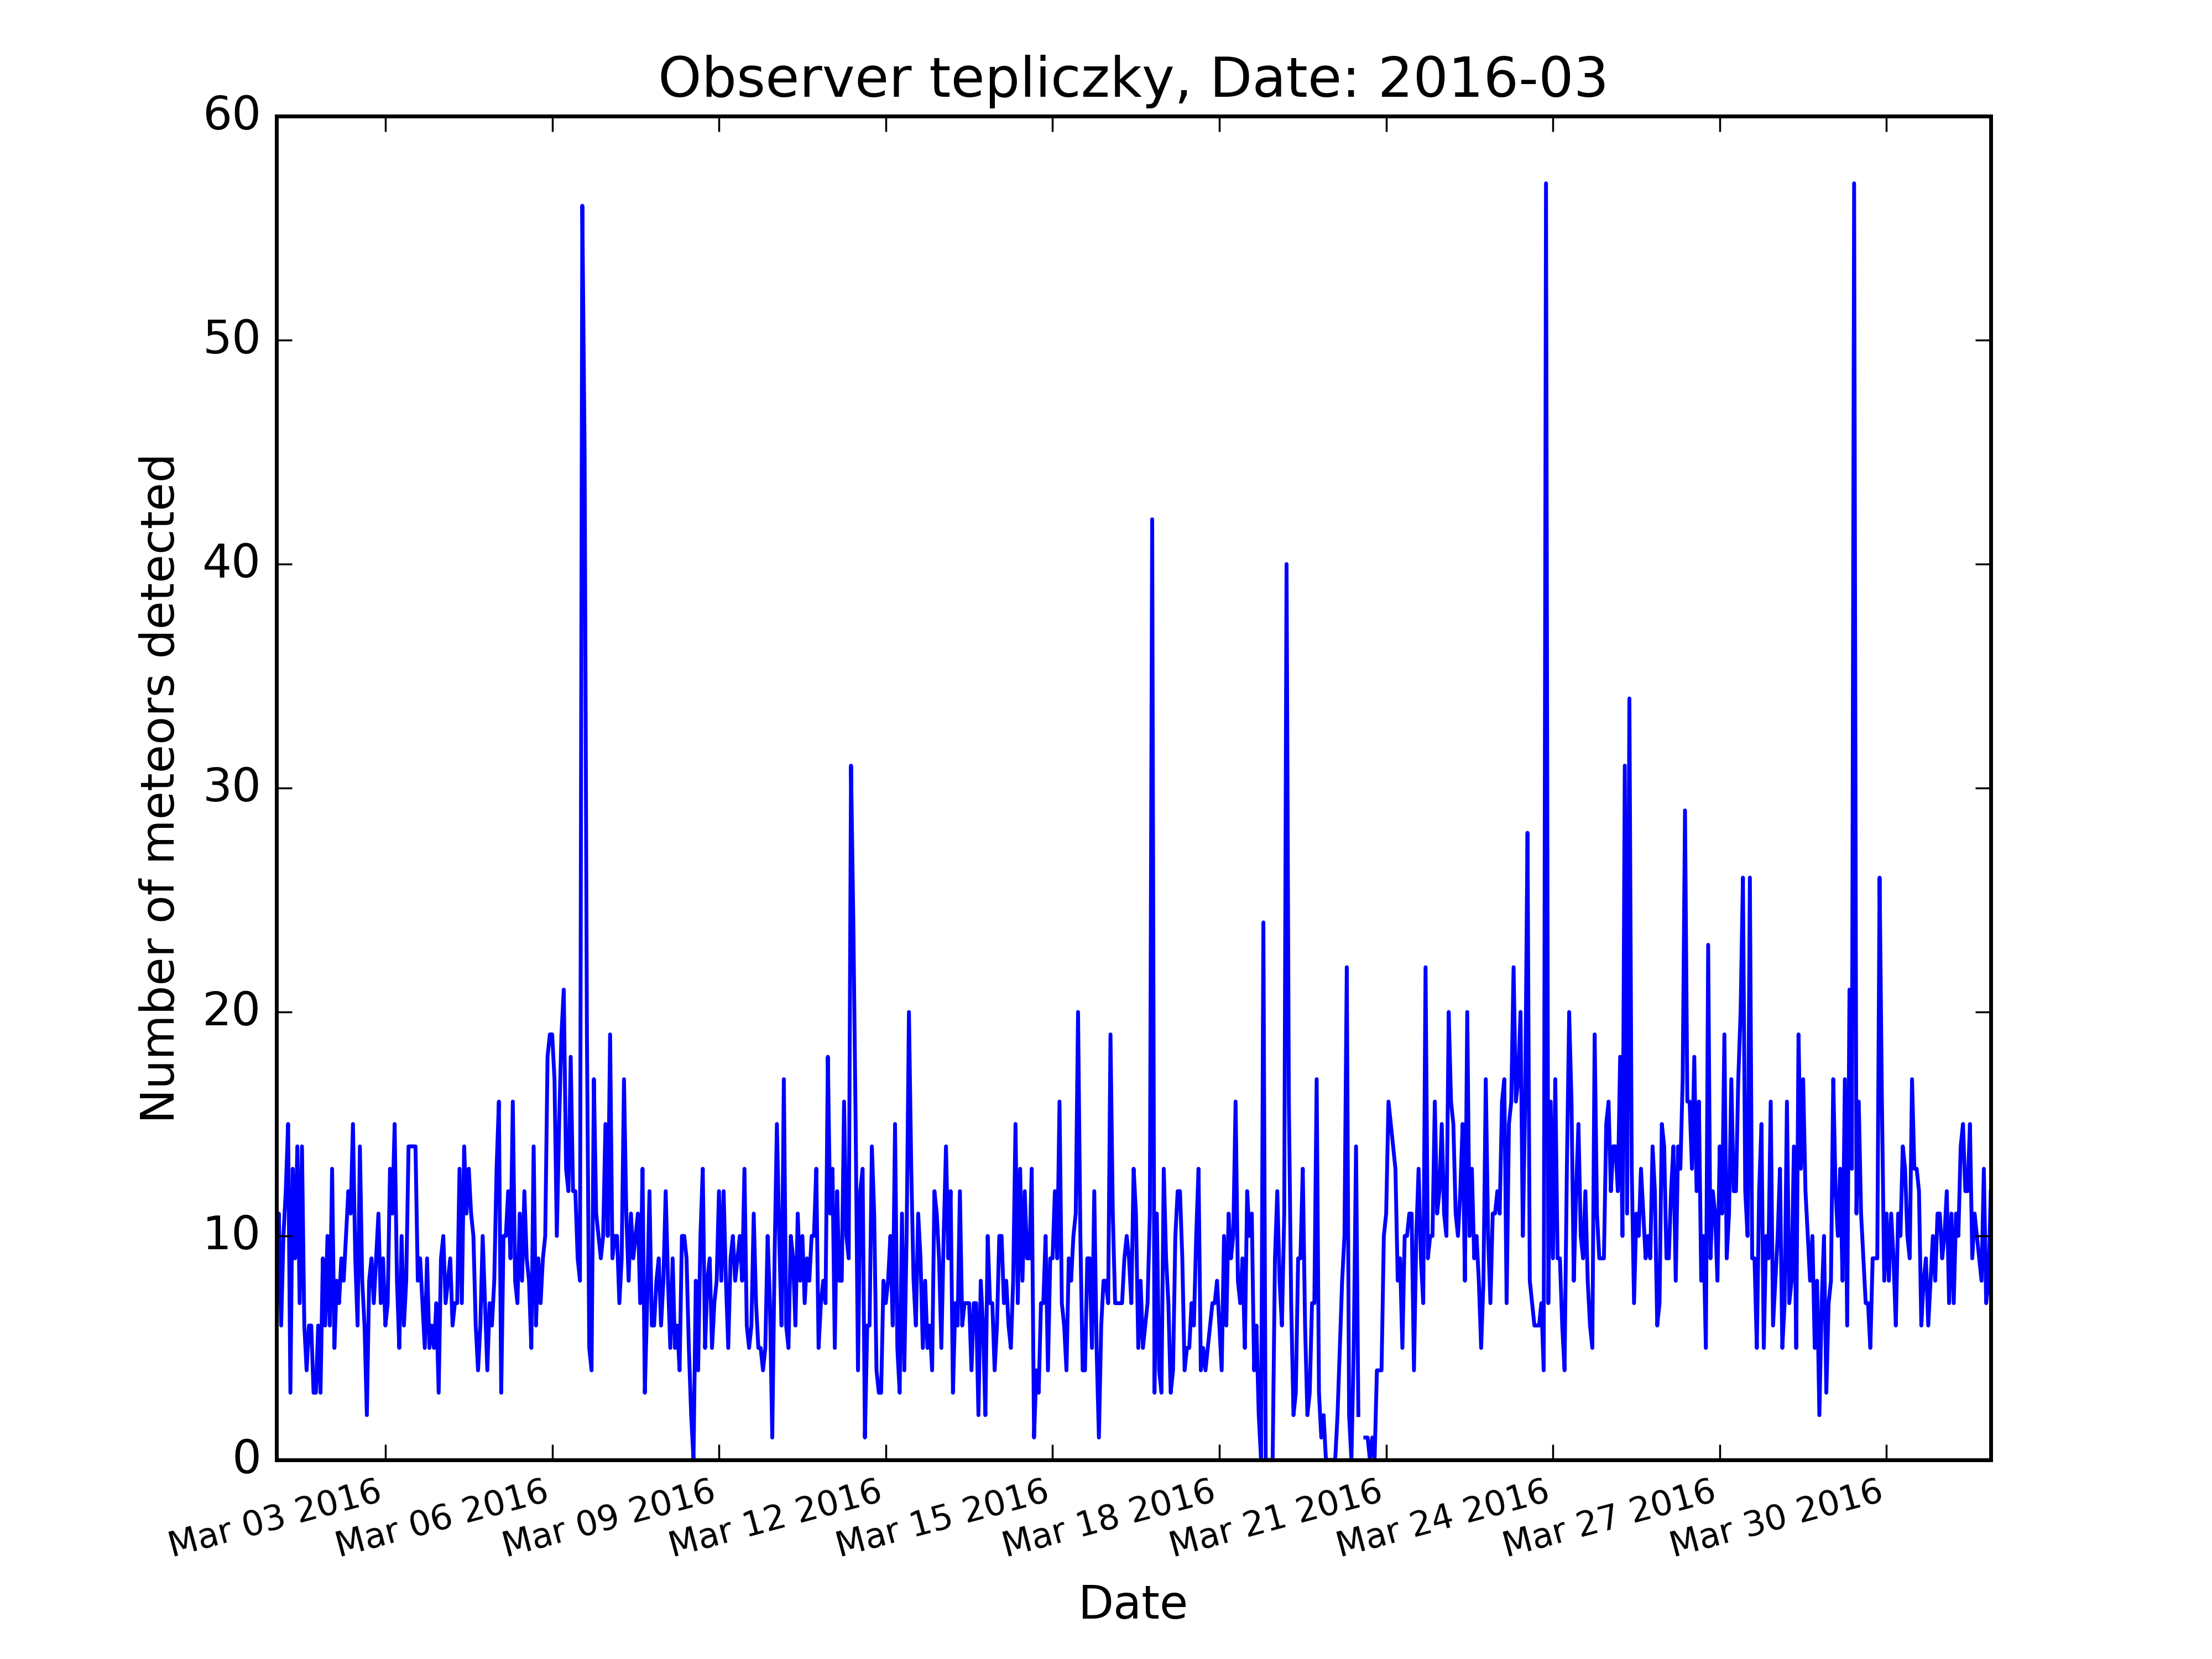 Observer tepliczky, Date: 2016-03
60
50
40
30
20
10
0
Number of meteors detected
Mar 03 2016
Mar 06 2016
Mar 09 2016
Mar 12 2016
Mar 15 2016
Mar 18 2016
Mar 21 2016
Mar 24 2016
Mar 27 2016
Mar 30 2016
Date